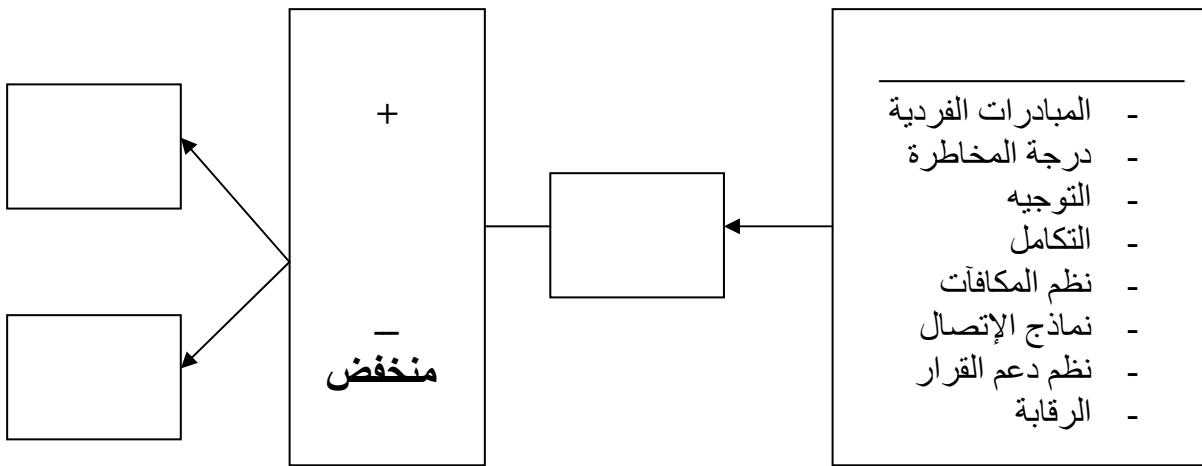 - المبادرات الفردية
- درجة المخاطرة
- التوجيه
- التكامل
- نظم المكافآت
- نماذج الإتصال
- نظم دعم القرار
- الرقابة
+
–
منخفض